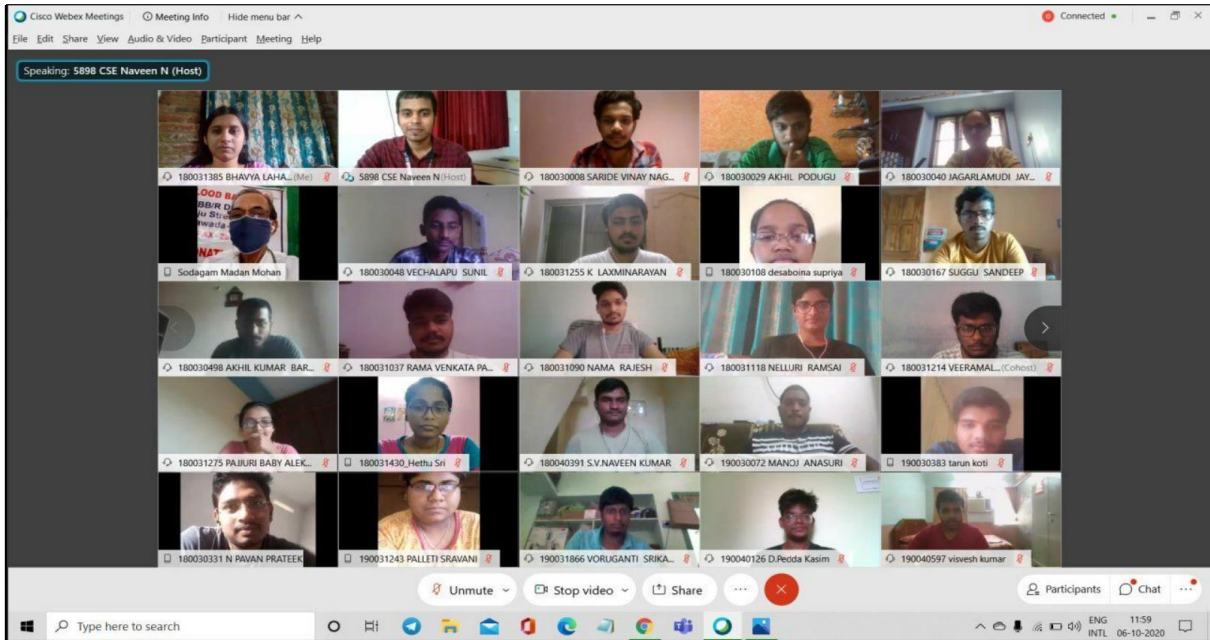 Cisco Webex Meetings Meeting Info Hide menu bar
Connected
File Edit Share View Audio & Video Participant Meeting Help
Speaking: 5898 CSE Naveen N (Host)
180031385 BHAVYA LAHA... (Me)
5898 CSE Naveen N (Host)
180030008 SARIDE VINAY NAG...
180030029 AKHIL PODUGU
180030040 JAGARLAMUDI JAY...
Sodagam Madan Mohan
180030048 VECHALAPU SUNIL
180031255 K LAXMINARAYAN
180030108 desaboina supriya
180030167 SUGGU SANDEEP
180030498 AKHIL KUMAR BAR...
180031037 RAMA VENKATA PA...
180031090 NAMA RAJESH
180031118 NELLURI RAMSAI
180031214 VEERAMAL... (Cohost)
180031275 PAJJURI BABY ALEK...
180031430_Hethu Sri
180040391 S.V.NAVEEN KUMAR
190030072 MANOJ ANASURI
190030383 tarun koti
180030331 N PAVAN PRATEEK
190031243 PALLETI SRAVANI
190031866 VORUGANTI SRIKA...
190040126 D.Pedda Kasim
190040597 visvesh kumar
Unmute Stop video Share ... Participants Chat ...
Type here to search
ENG 11:59
INTL 06-10-2020